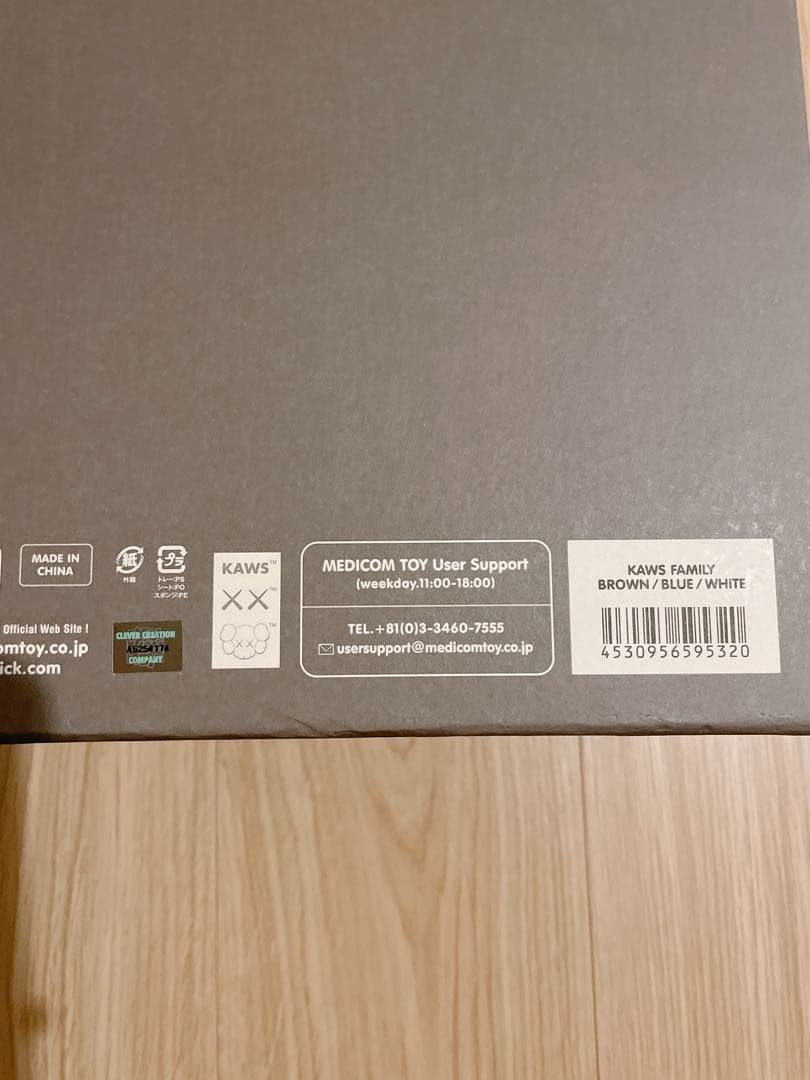 MADE IN
CHINA
紙
外箱
プラ
トレー:PS
シート:PO
スポンジ:PE
Official Web Site !
omtoy.co.jp
ick.com
CLEVER CREATION
A5254174
COMPANY
KAWS™
XX™
™
MEDICOM TOY User Support
(weekday.11:00-18:00)
TEL.+81(0)3-3460-7555
usersupport@medicomtoy.co.jp
KAWS FAMILY
BROWN / BLUE / WHITE
4530956595320